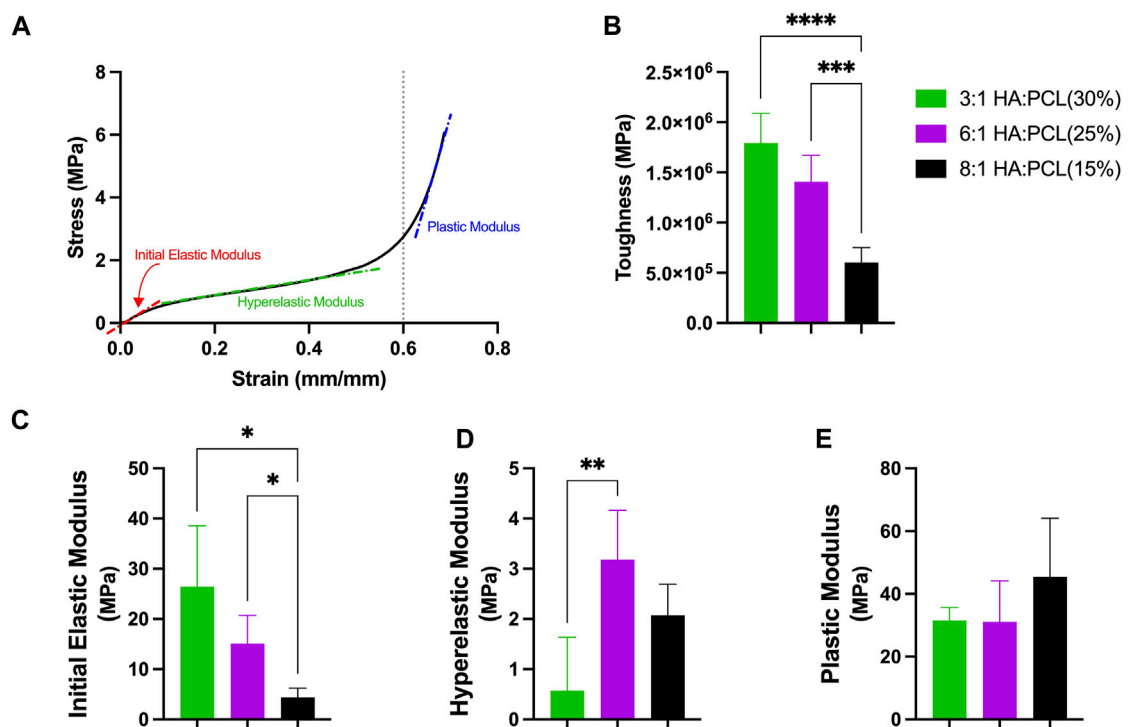 A
Stress (MPa)
8
6
4
2
0
0.0 0.2 0.4 0.6 0.8
Strain (mm/mm)
Initial Elastic Modulus
Hyperelastic Modulus
Plastic Modulus
B
**** 
***
Toughness (MPa)
2.5×10⁶
2.0×10⁶
1.5×10⁶
1.0×10⁶
5.0×10⁵
0.0
3:1 HA:PCL(30%)
6:1 HA:PCL(25%)
8:1 HA:PCL(15%)
C
*
*
Initial Elastic Modulus
(MPa)
50
40
30
20
10
0
D
**
Hyperelastic Modulus
(MPa)
5
4
3
2
1
0
E
Plastic Modulus
(MPa)
80
60
40
20
0